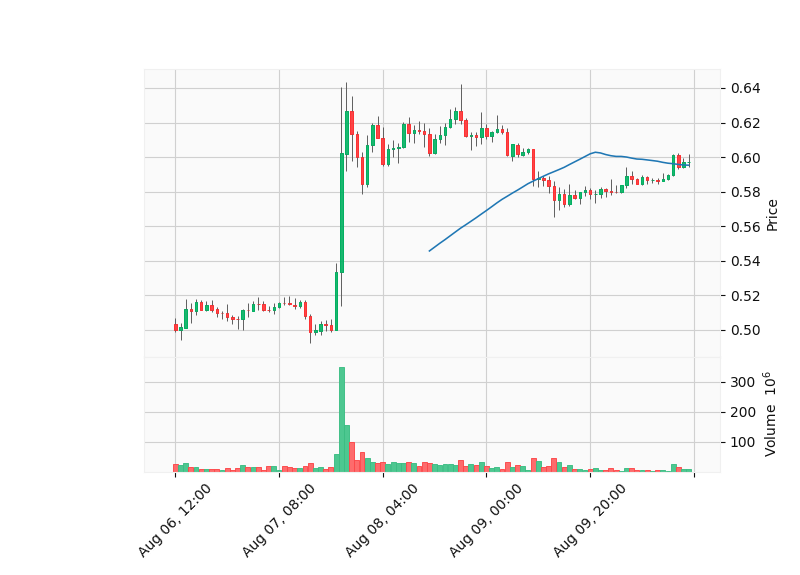 0.64
0.62
0.60
0.58
0.56
0.54
0.52
0.50
Price
300
200
100
Volume 10⁶
Aug 06, 12:00
Aug 07, 08:00
Aug 08, 04:00
Aug 09, 00:00
Aug 09, 20:00